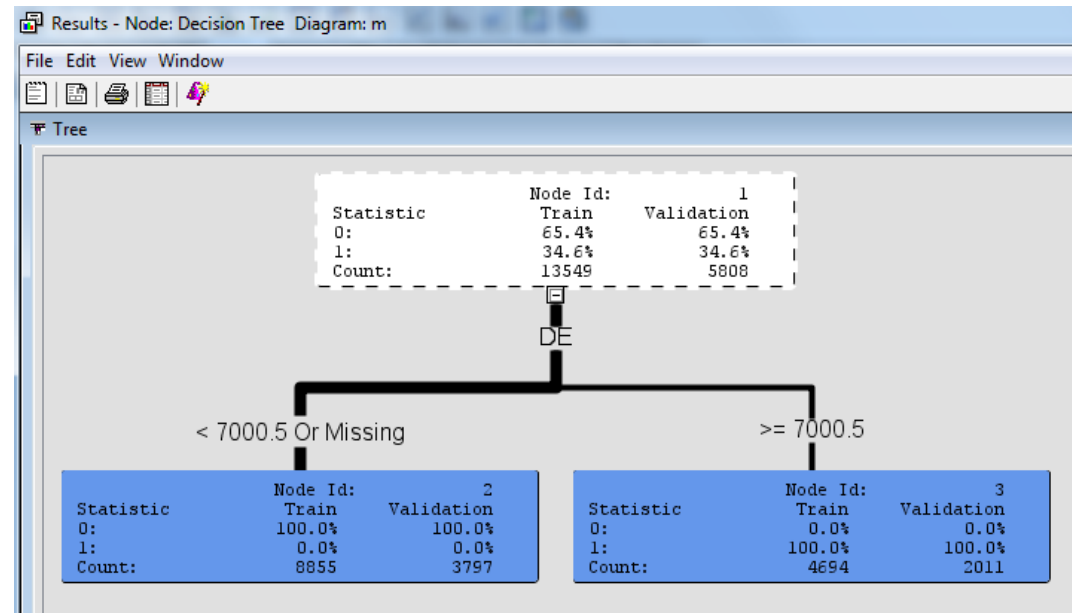 Results - Node: Decision Tree Diagram: m
File Edit View Window
Tree
Node Id: 1
Statistic Train Validation
0: 65.4% 65.4%
1: 34.6% 34.6%
Count: 13549 5808
DE
< 7000.5 Or Missing >= 7000.5
Node Id: 2 Node Id: 3
Statistic Train Validation Statistic Train Validation
0: 100.0% 100.0% 0: 0.0% 0.0%
1: 0.0% 0.0% 1: 100.0% 100.0%
Count: 8855 3797 Count: 4694 2011